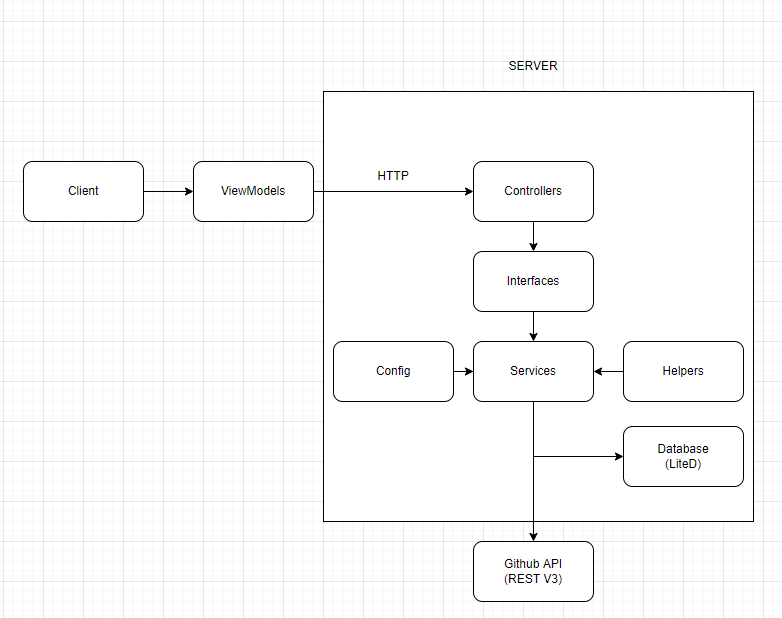 SERVER
HTTP
Client
ViewModels
Controllers
Interfaces
Config
Services
Helpers
Database
(LiteD)
Github API
(REST V3)